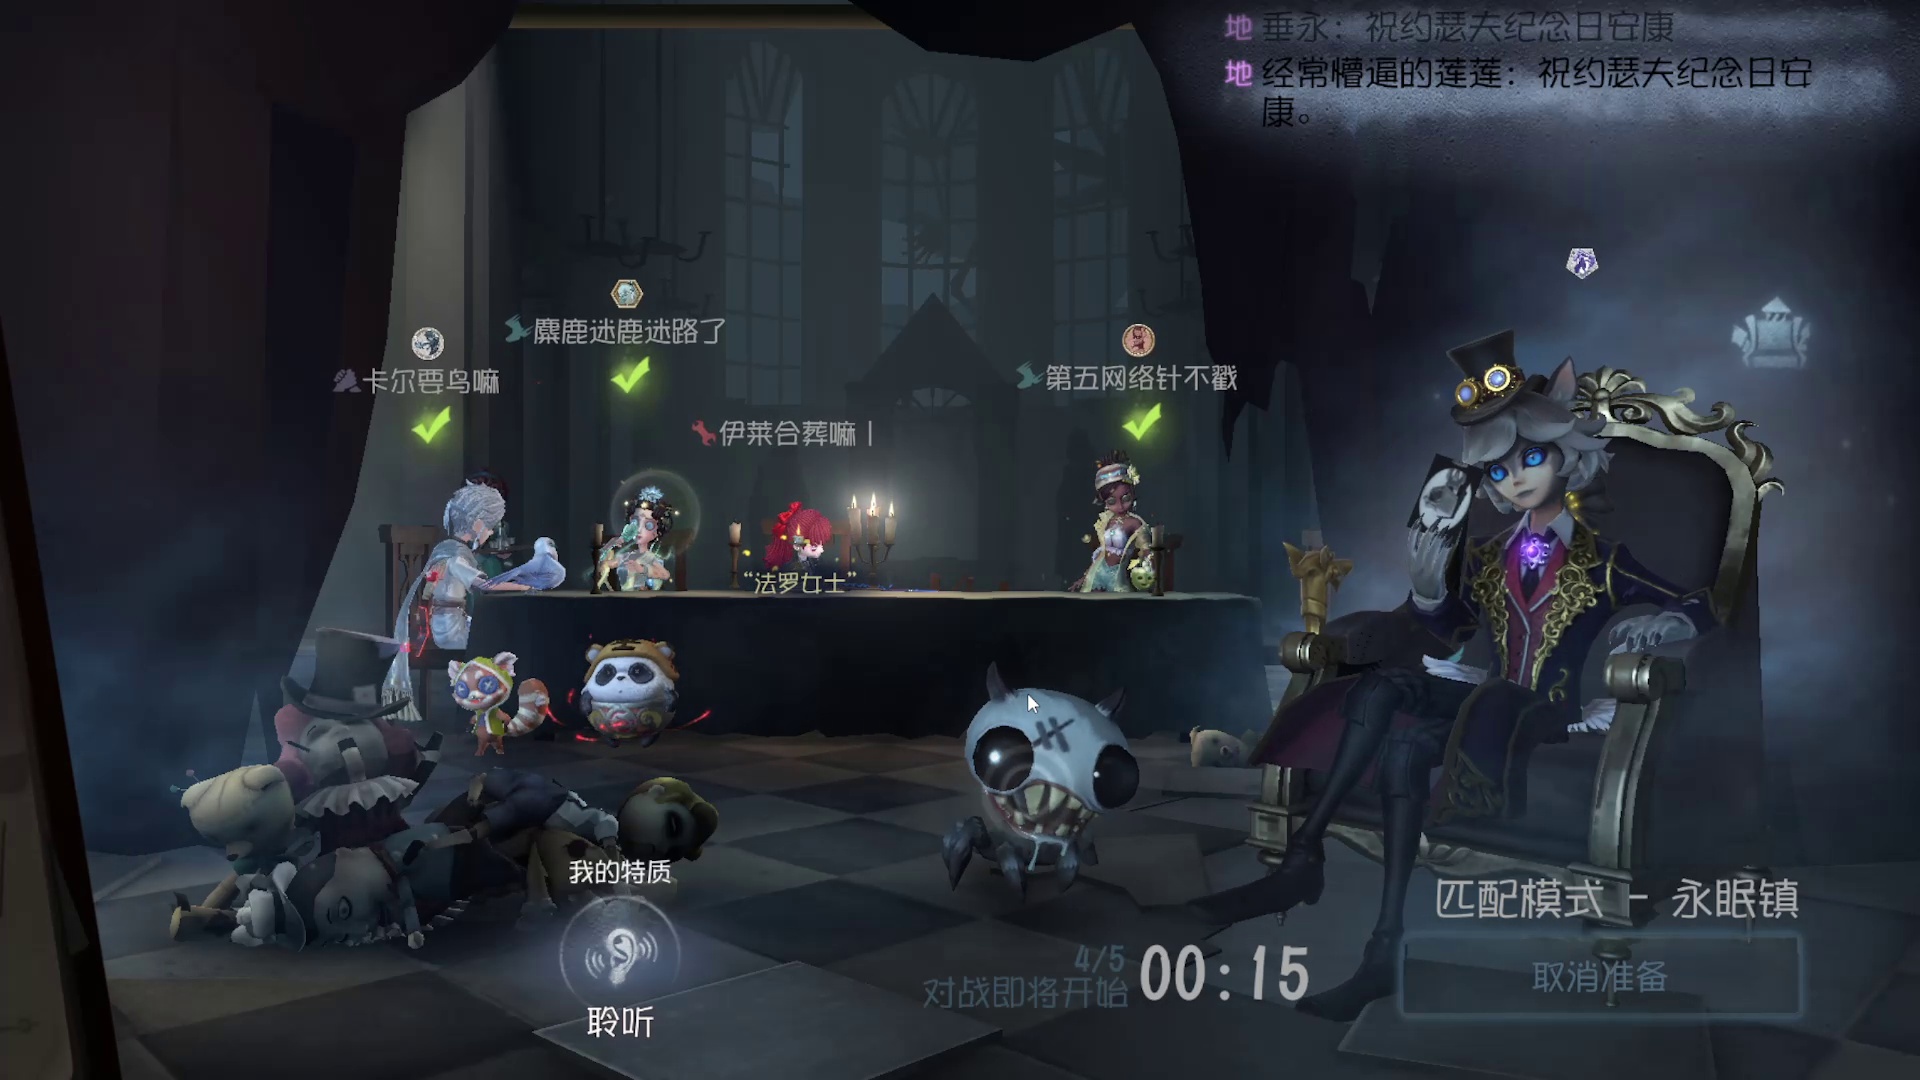 地 垂永：祝约瑟夫纪念日安康
地 经常懵逼的莲莲：祝约瑟夫纪念日安
康。
麋鹿迷鹿迷路了
卡尔要鸟嘛
第五网络针不戳
伊莱合葬嘛丨
“法罗女士”
我的特质
聆听
匹配模式 - 永眠镇
4/5
对战即将开始
00:15
取消准备